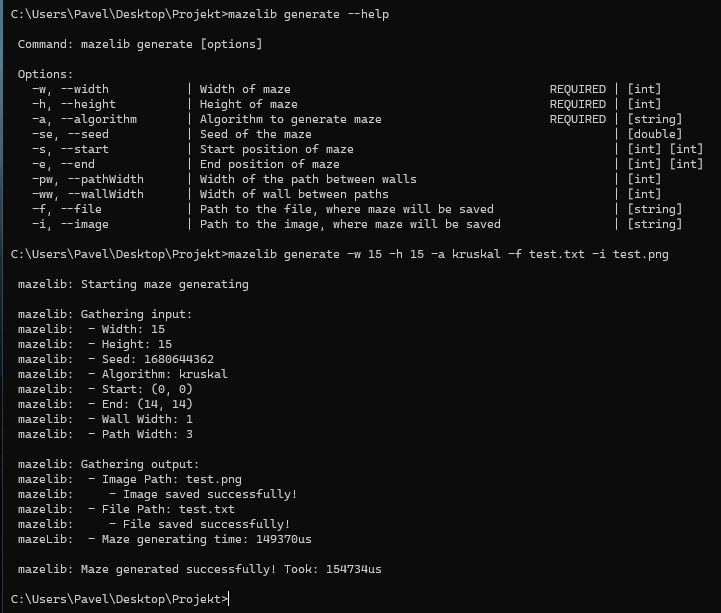 C:\Users\Pavel\Desktop\Projekt>mazelib generate --help
Command: mazelib generate [options]
Options:
-w, --width | Width of maze REQUIRED | [int]
-h, --height | Height of maze REQUIRED | [int]
-a, --algorithm | Algorithm to generate maze REQUIRED | [string]
-se, --seed | Seed of the maze | [double]
-s, --start | Start position of maze | [int] [int]
-e, --end | End position of maze | [int] [int]
-pw, --pathWidth | Width of the path between walls | [int]
-ww, --wallWidth | Width of wall between paths | [int]
-f, --file | Path to the file, where maze will be saved | [string]
-i, --image | Path to the image, where maze will be saved | [string]
C:\Users\Pavel\Desktop\Projekt>mazelib generate -w 15 -h 15 -a kruskal -f test.txt -i test.png
mazelib: Starting maze generating
mazelib: Gathering input:
mazelib: - Width: 15
mazelib: - Height: 15
mazelib: - Seed: 1680644362
mazelib: - Algorithm: kruskal
mazelib: - Start: (0, 0)
mazelib: - End: (14, 14)
mazelib: - Wall Width: 1
mazelib: - Path Width: 3
mazelib: Gathering output:
mazelib: - Image Path: test.png
mazelib: - Image saved successfully!
mazelib: - File Path: test.txt
mazelib: - File saved successfully!
mazeLib: - Maze generating time: 149370us
mazelib: Maze generated successfully! Took: 154734us
C:\Users\Pavel\Desktop\Projekt>